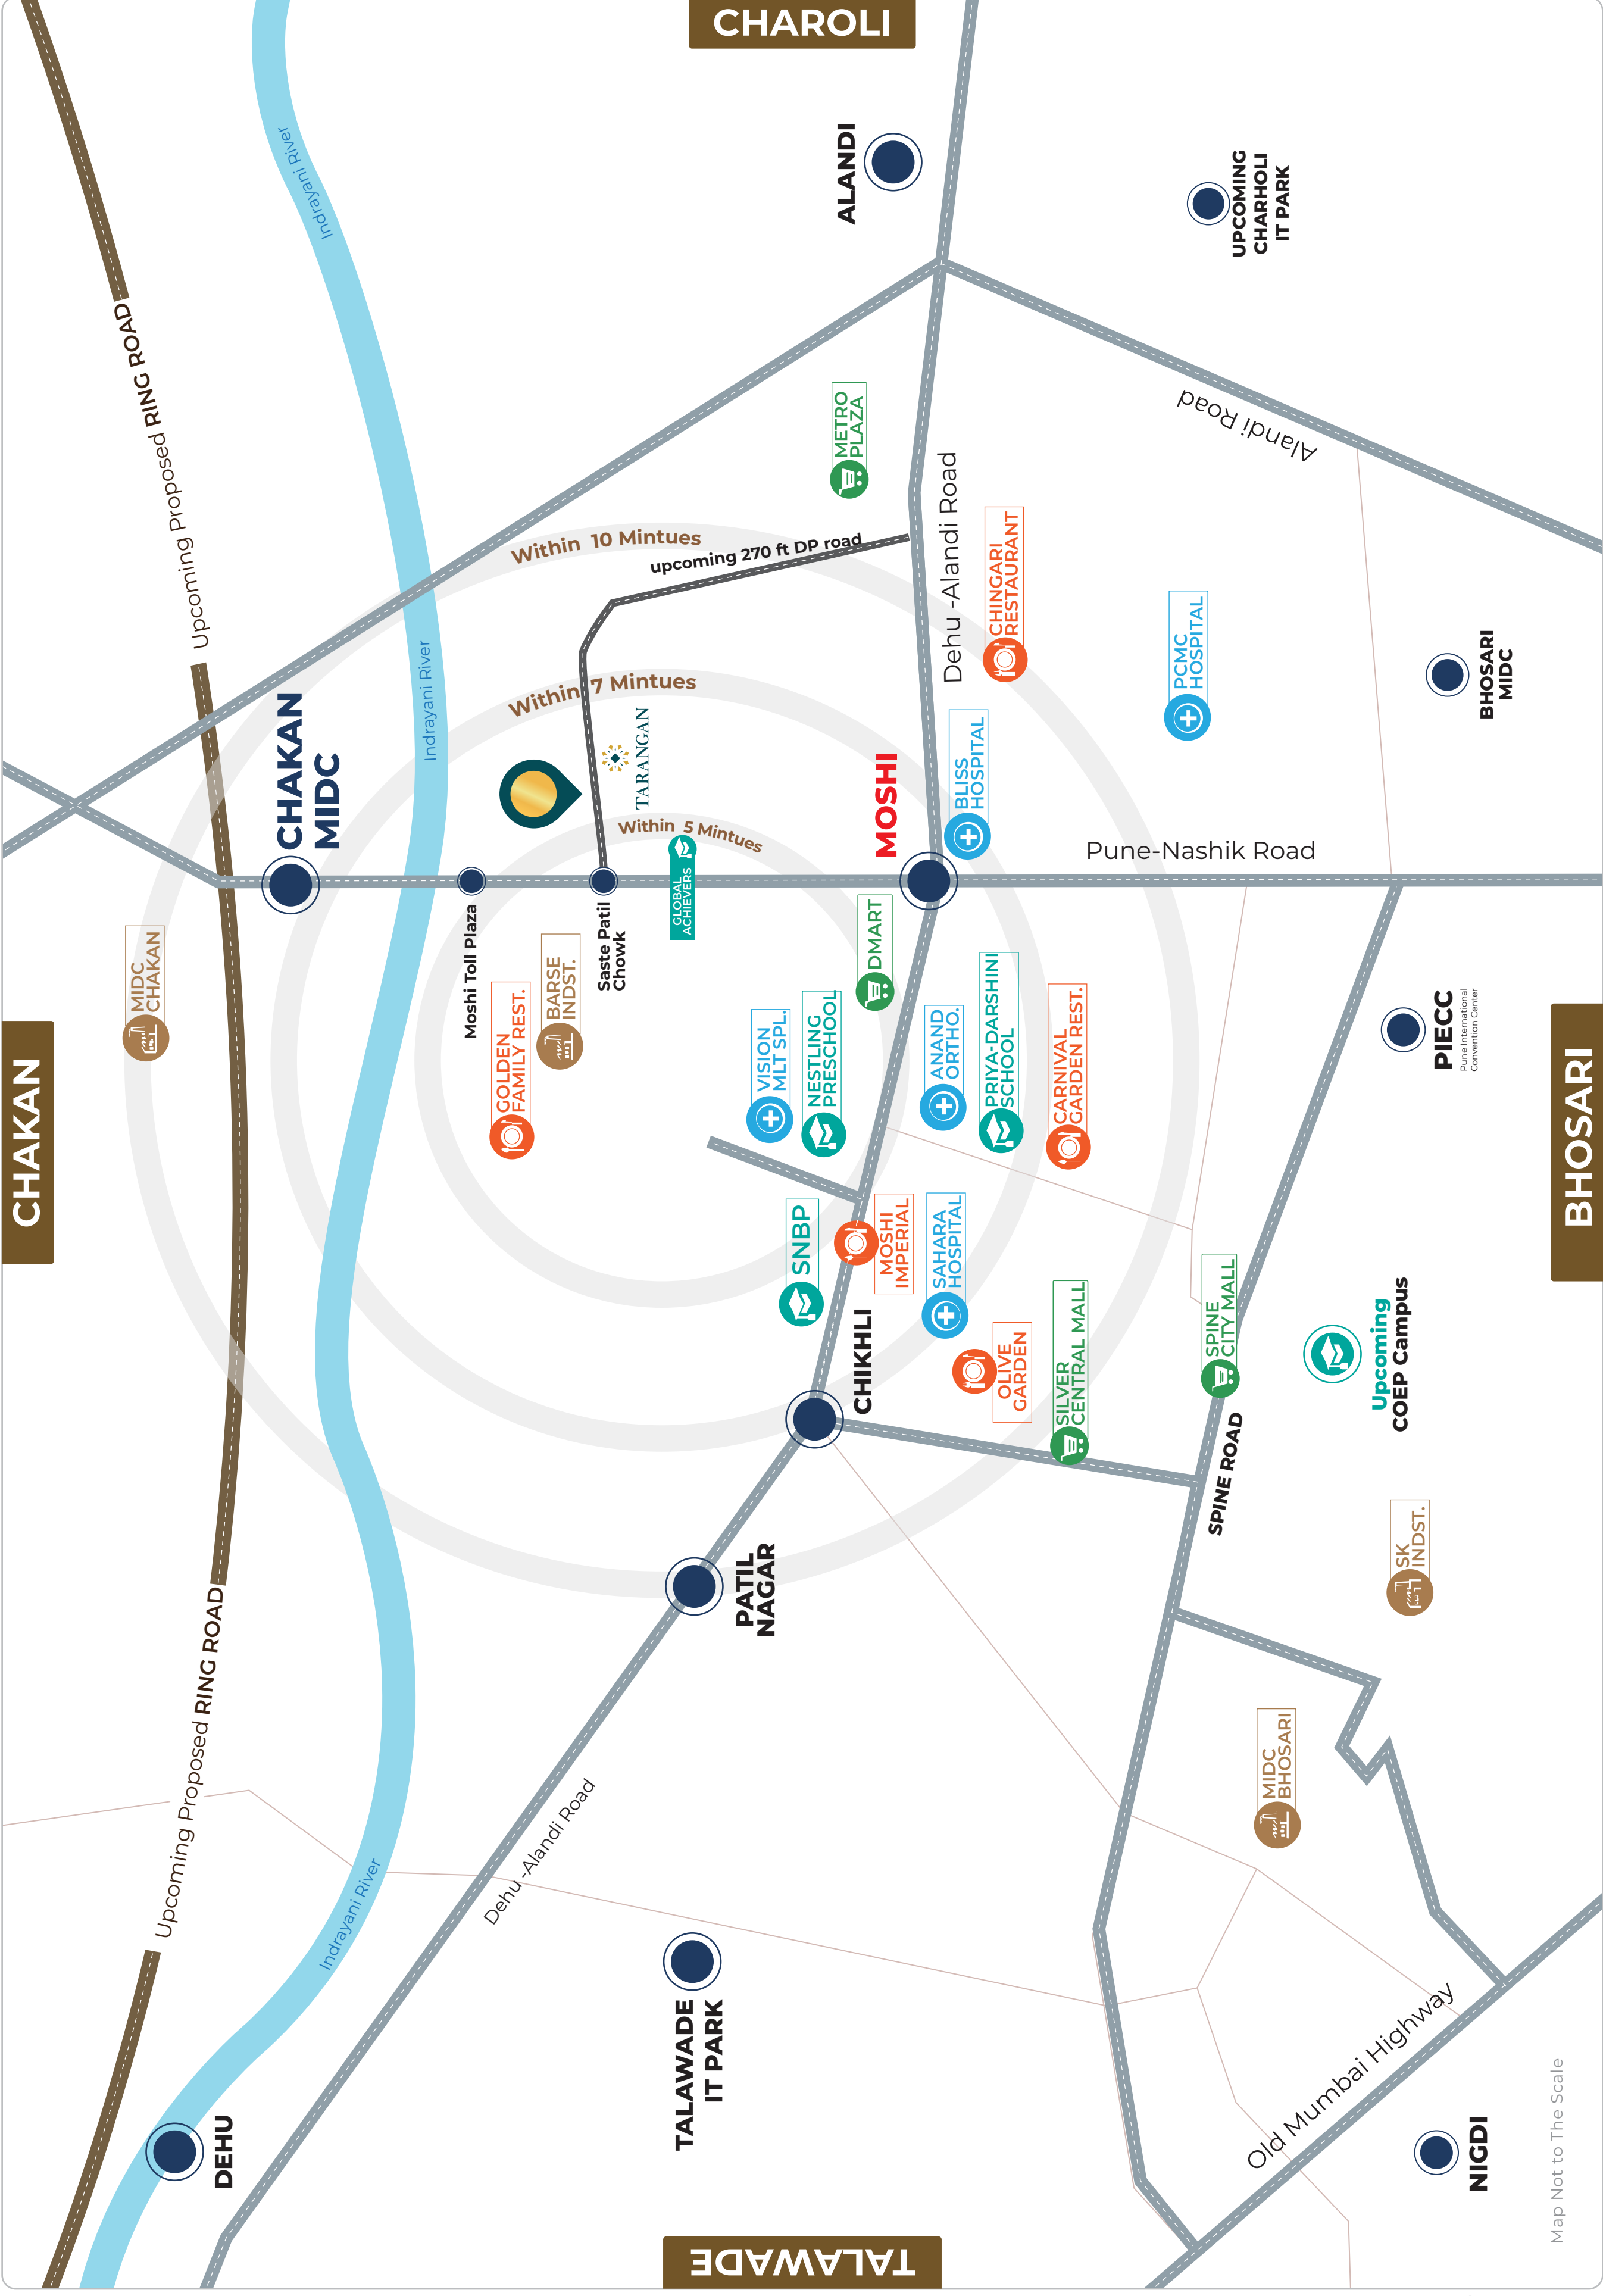 CHAROLI
ALANDI
UPCOMING
CHARHOLI
IT PARK
Indrayani River
Upcoming Proposed RING ROAD
METRO
PLAZA
Alandi Road
Within 10 Mintues
upcoming 270 ft DP road
Dehu -Alandi Road
CHINGARI
RESTAURANT
PCMC
HOSPITAL
BHOSARI
MIDC
Indrayani River
CHAKAN
MIDC
Within 7 Mintues
TARANGAN
Within 5 Mintues
MOSHI
BLISS
HOSPITAL
Pune-Nashik Road
GLOBAL
ACHIEVERS
Moshi Toll Plaza
Saste Patil
Chowk
MIDC
CHAKAN
CHAKAN
GOLDEN
FAMILY REST.
BARSE
INDST.
VISION
MLT SPL.
NESTLING
PRESCHOOL
DMART
ANAND
ORTHO.
PRIYA-DARSHINI
SCHOOL
CARNIVAL
GARDEN REST.
PIECC
Pune International
Convention Center
BHOSARI
SNBP
MOSHI
IMPERIAL
SAHARA
HOSPITAL
CHIKHLI
OLIVE
GARDEN
SILVER
CENTRAL MALL
SPINE
CITY MALL
Upcoming
COEP Campus
SPINE ROAD
SK
INDST.
PATIL
NAGAR
Upcoming Proposed RING ROAD
MIDC
BHOSARI
Dehu -Alandi Road
Indrayani River
TALAWADE
IT PARK
DEHU
Old Mumbai Highway
NIGDI
Map Not to The Scale
TALAWADE